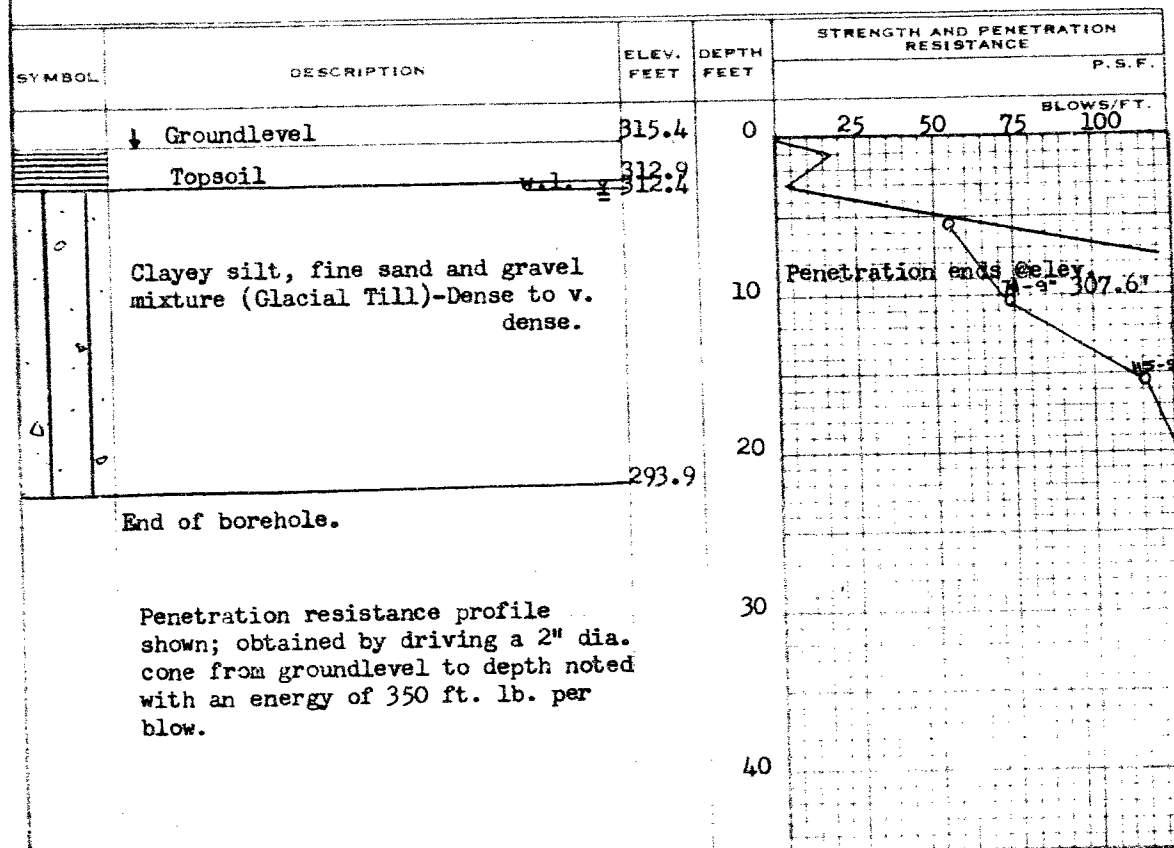 SYMBOL
DESCRIPTION
ELEV. FEET
DEPTH FEET
STRENGTH AND PENETRATION RESISTANCE
P.S.F.
BLOWS/FT.
25 50 75 100
Groundlevel 315.4 0
Topsoil 312.9
w.l. 312.4
Clayey silt, fine sand and gravel
mixture (Glacial Till)-Dense to v.
dense.
Penetration ends @elev.
307.6'
10
20
293.9
End of borehole.
30
Penetration resistance profile
shown; obtained by driving a 2" dia.
cone from groundlevel to depth noted
with an energy of 350 ft. lb. per
blow.
40